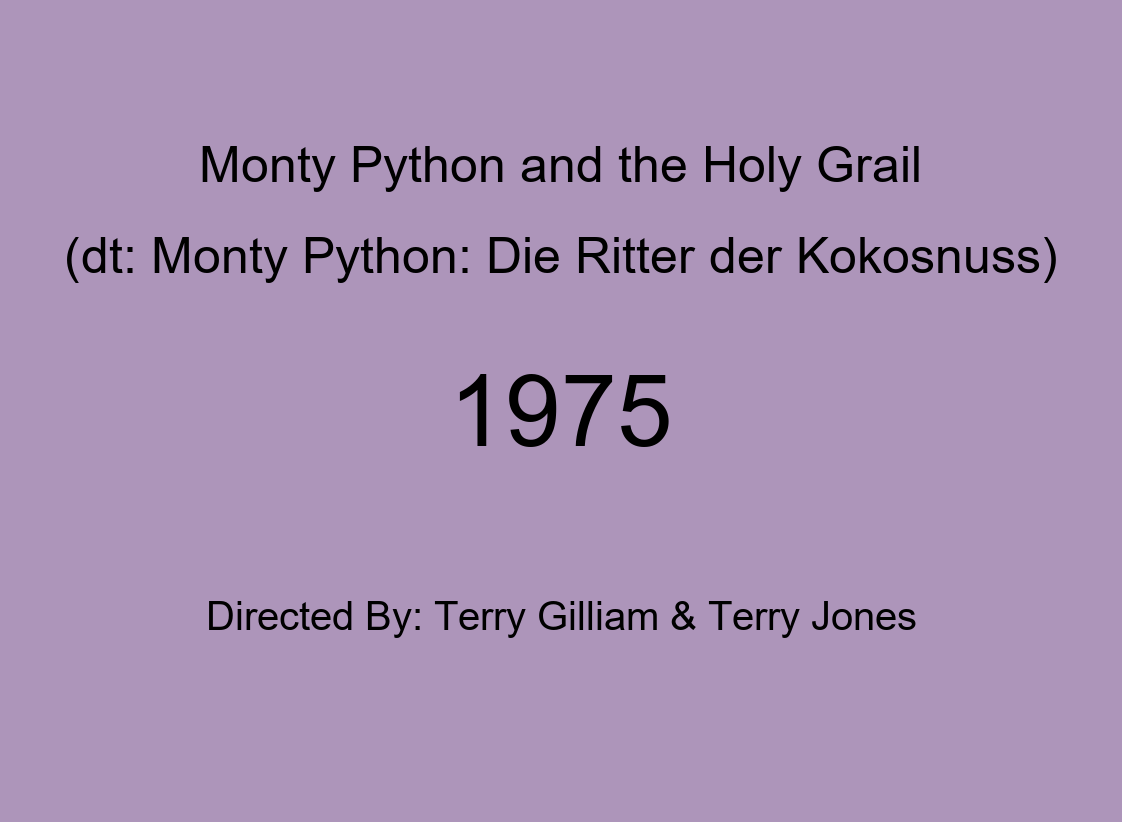 Monty Python and the Holy Grail
(dt: Monty Python: Die Ritter der Kokosnuss)
1975
Directed By: Terry Gilliam & Terry Jones